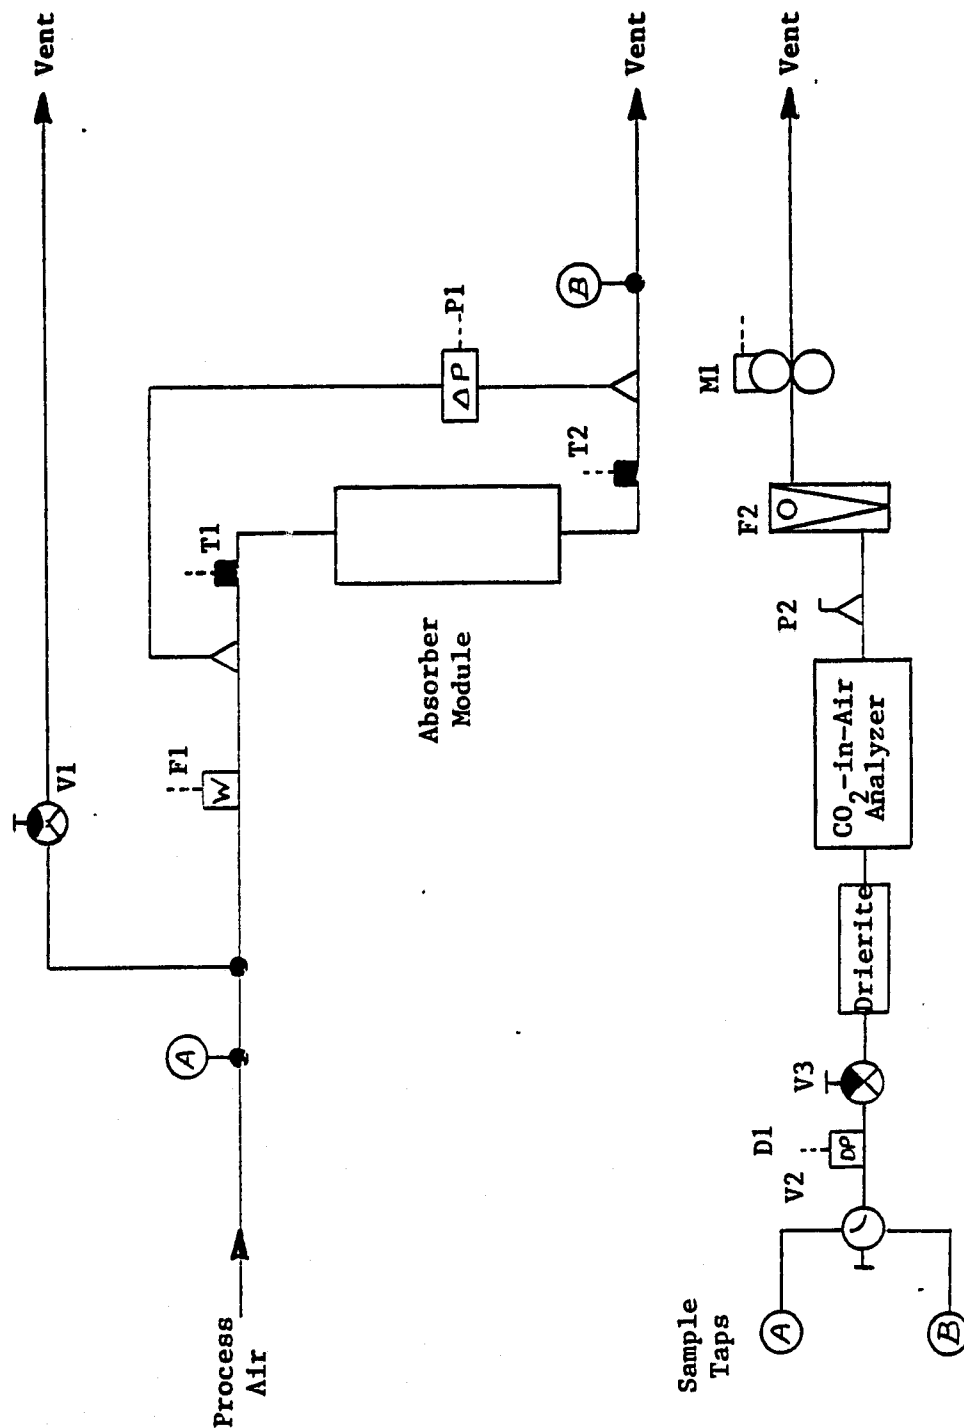 Process
Air
A
V1
Vent
F1
W
T1
Absorber
Module
ΔP
P1
T2
B
Vent
Sample
Taps
A
B
V2
D1
DP
V3
Drierite
CO2-in-Air
Analyzer
P2
F2
M1
Vent